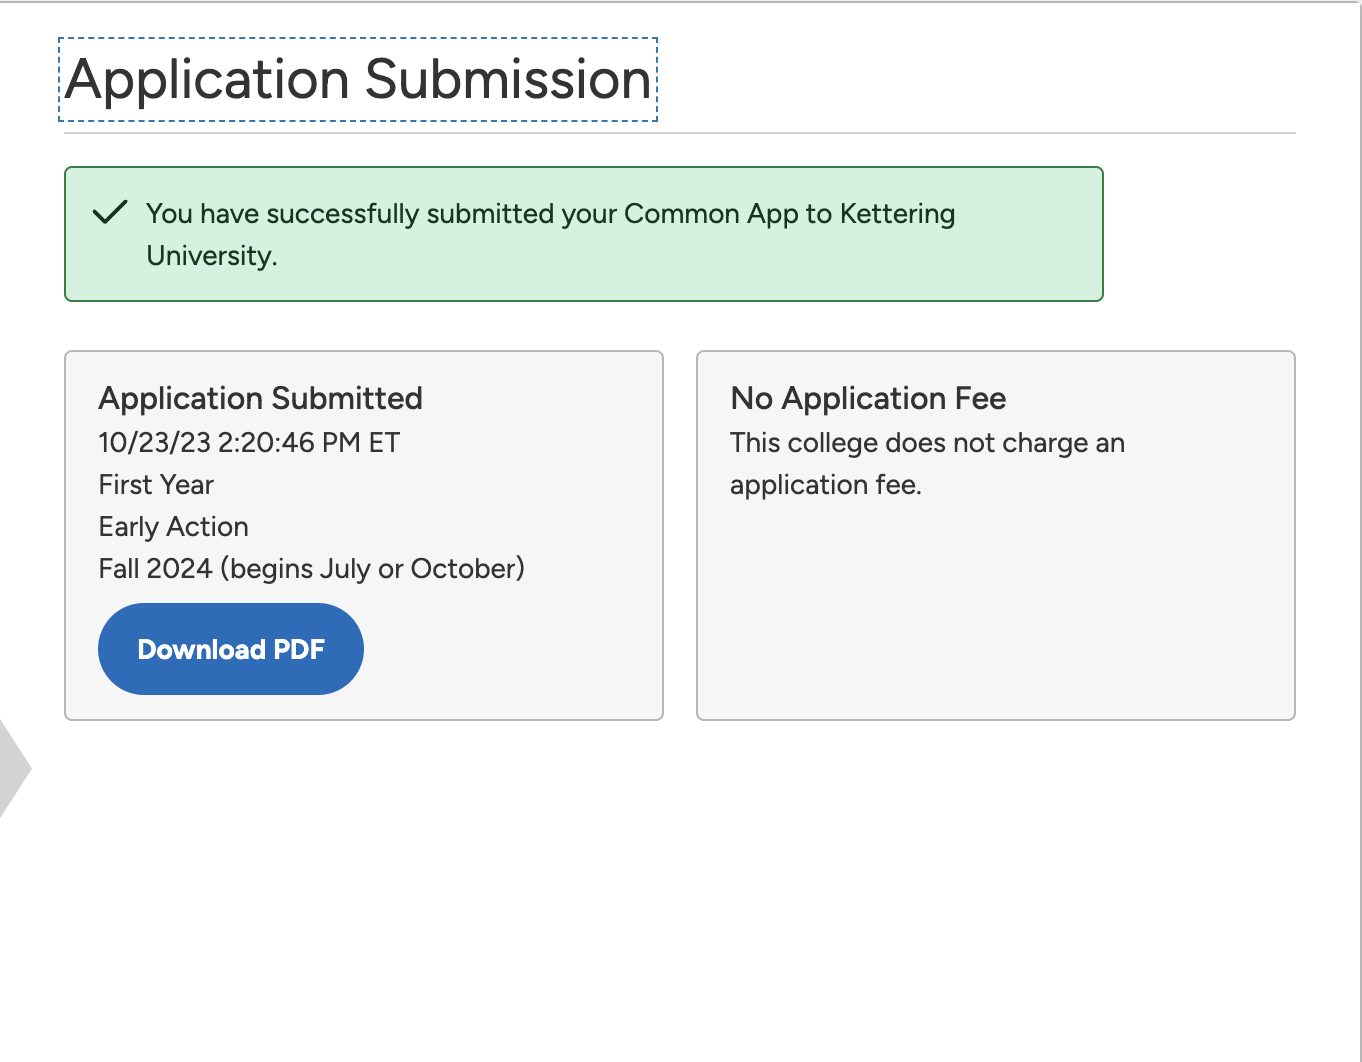 Application Submission
You have successfully submitted your Common App to Kettering
University.
Application Submitted
10/23/23 2:20:46 PM ET
First Year
Early Action
Fall 2024 (begins July or October)
Download PDF
No Application Fee
This college does not charge an
application fee.